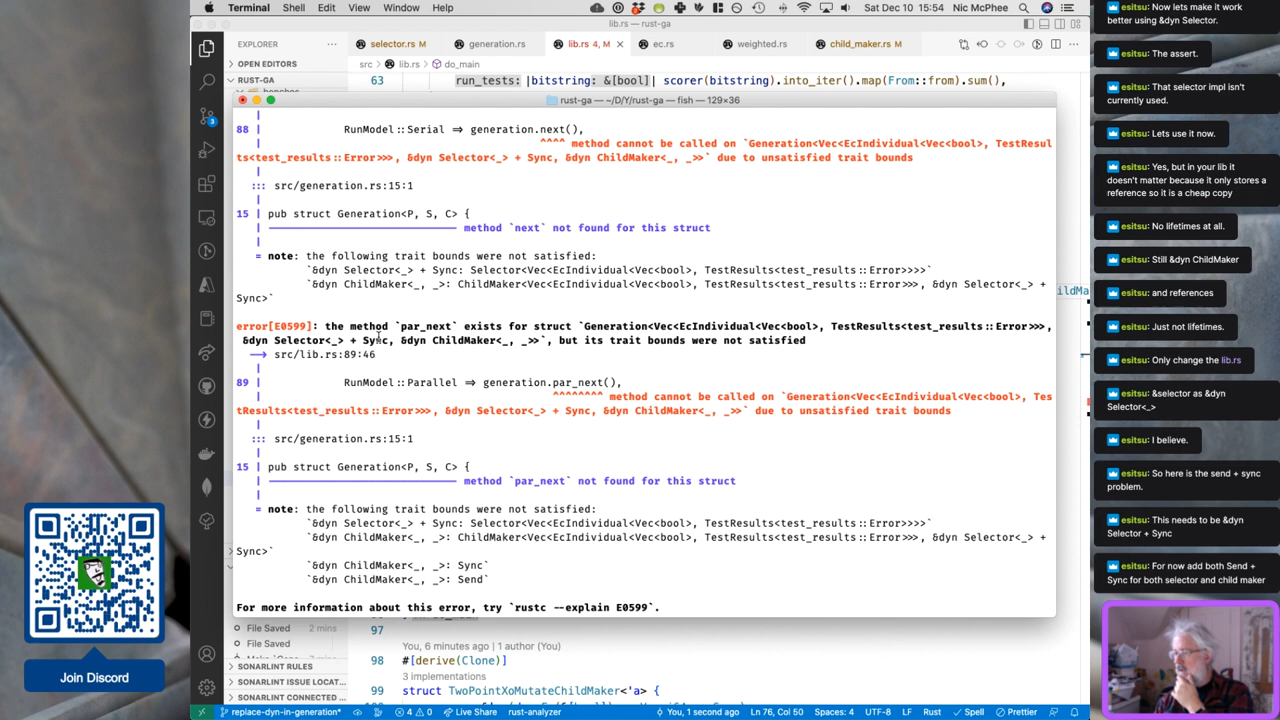 Terminal Shell Edit View Window Help
Sat Dec 10 15:54 Nic McPhee
lib.rs — rust-ga
EXPLORER
selector.rs M
generation.rs
lib.rs 4, M
ec.rs
weighted.rs
child_maker.rs M
OPEN EDITORS
src > lib.rs > do_main
RUST-GA
63 run_tests: |bitstring: &[bool]| scorer(bitstring).into_iter().map(From::from).sum(),
rust-ga — ~/D/Y/rust-ga — fish — 129×36
88 | RunModel::Serial ⇒ generation.next(),
| ^^^^ method cannot be called on `Generation<Vec<EcIndividual<Vec<bool>, TestResul
ts<test_results::Error>>>, &dyn Selector<_> + Sync, &dyn ChildMaker<_, _>>` due to unsatisfied trait bounds
|
::: src/generation.rs:15:1
|
15 | pub struct Generation<P, S, C> {
| ------------------------------ method `next` not found for this struct
|
= note: the following trait bounds were not satisfied:
`&dyn Selector<_> + Sync: Selector<Vec<EcIndividual<Vec<bool>, TestResults<test_results::Error>>>>`
`&dyn ChildMaker<_, _>: ChildMaker<Vec<EcIndividual<Vec<bool>, TestResults<test_results::Error>>>, &dyn Selector<_> +
Sync>`
error[E0599]: the method `par_next` exists for struct `Generation<Vec<EcIndividual<Vec<bool>, TestResults<test_results::Error>>>,
&dyn Selector<_> + Sync, &dyn ChildMaker<_, _>>`, but its trait bounds were not satisfied
--> src/lib.rs:89:46
|
89 | RunModel::Parallel ⇒ generation.par_next(),
| ^^^^^^^^ method cannot be called on `Generation<Vec<EcIndividual<Vec<bool>, Tes
tResults<test_results::Error>>>, &dyn Selector<_> + Sync, &dyn ChildMaker<_, _>>` due to unsatisfied trait bounds
|
::: src/generation.rs:15:1
|
15 | pub struct Generation<P, S, C> {
| ------------------------------ method `par_next` not found for this struct
|
= note: the following trait bounds were not satisfied:
`&dyn Selector<_> + Sync: Selector<Vec<EcIndividual<Vec<bool>, TestResults<test_results::Error>>>>`
`&dyn ChildMaker<_, _>: ChildMaker<Vec<EcIndividual<Vec<bool>, TestResults<test_results::Error>>>, &dyn Selector<_> +
Sync>`
`&dyn ChildMaker<_, _>: Sync`
`&dyn ChildMaker<_, _>: Send`
For more information about this error, try `rustc --explain E0599`.
File Saved 2 mins
File Saved
SONARLINT RULES
SONARLINT ISSUE LOCAT...
SONARLINT CONNECTED ...
97
You, 6 minutes ago | 1 author (You)
98 #[derive(Clone)]
3 implementations
99 struct TwoPointXoMutateChildMaker<'a> {
replace-dyn-in-generation*
4 0
Live Share
rust-analyzer
You, 1 second ago
Ln 76, Col 50
Spaces: 4
UTF-8
LF
Rust
Spell
Prettier
Join Discord
esitsu: Now lets make it work
better using &dyn Selector.
esitsu: The assert.
esitsu: That selector impl isn't
currently used.
esitsu: Lets use it now.
esitsu: Yes, but in your lib it
doesn't matter because it only stores a
reference so it is a cheap copy
esitsu: No lifetimes at all.
esitsu: Still &dyn ChildMaker
esitsu: and references
esitsu: Just not lifetimes.
esitsu: Only change the lib.rs
esitsu: &selector as &dyn
Selector<_>
esitsu: I believe.
esitsu: So here is the send + sync
problem.
esitsu: This needs to be &dyn
Selector + Sync
esitsu: For now add both Send +
Sync for both selector and child maker